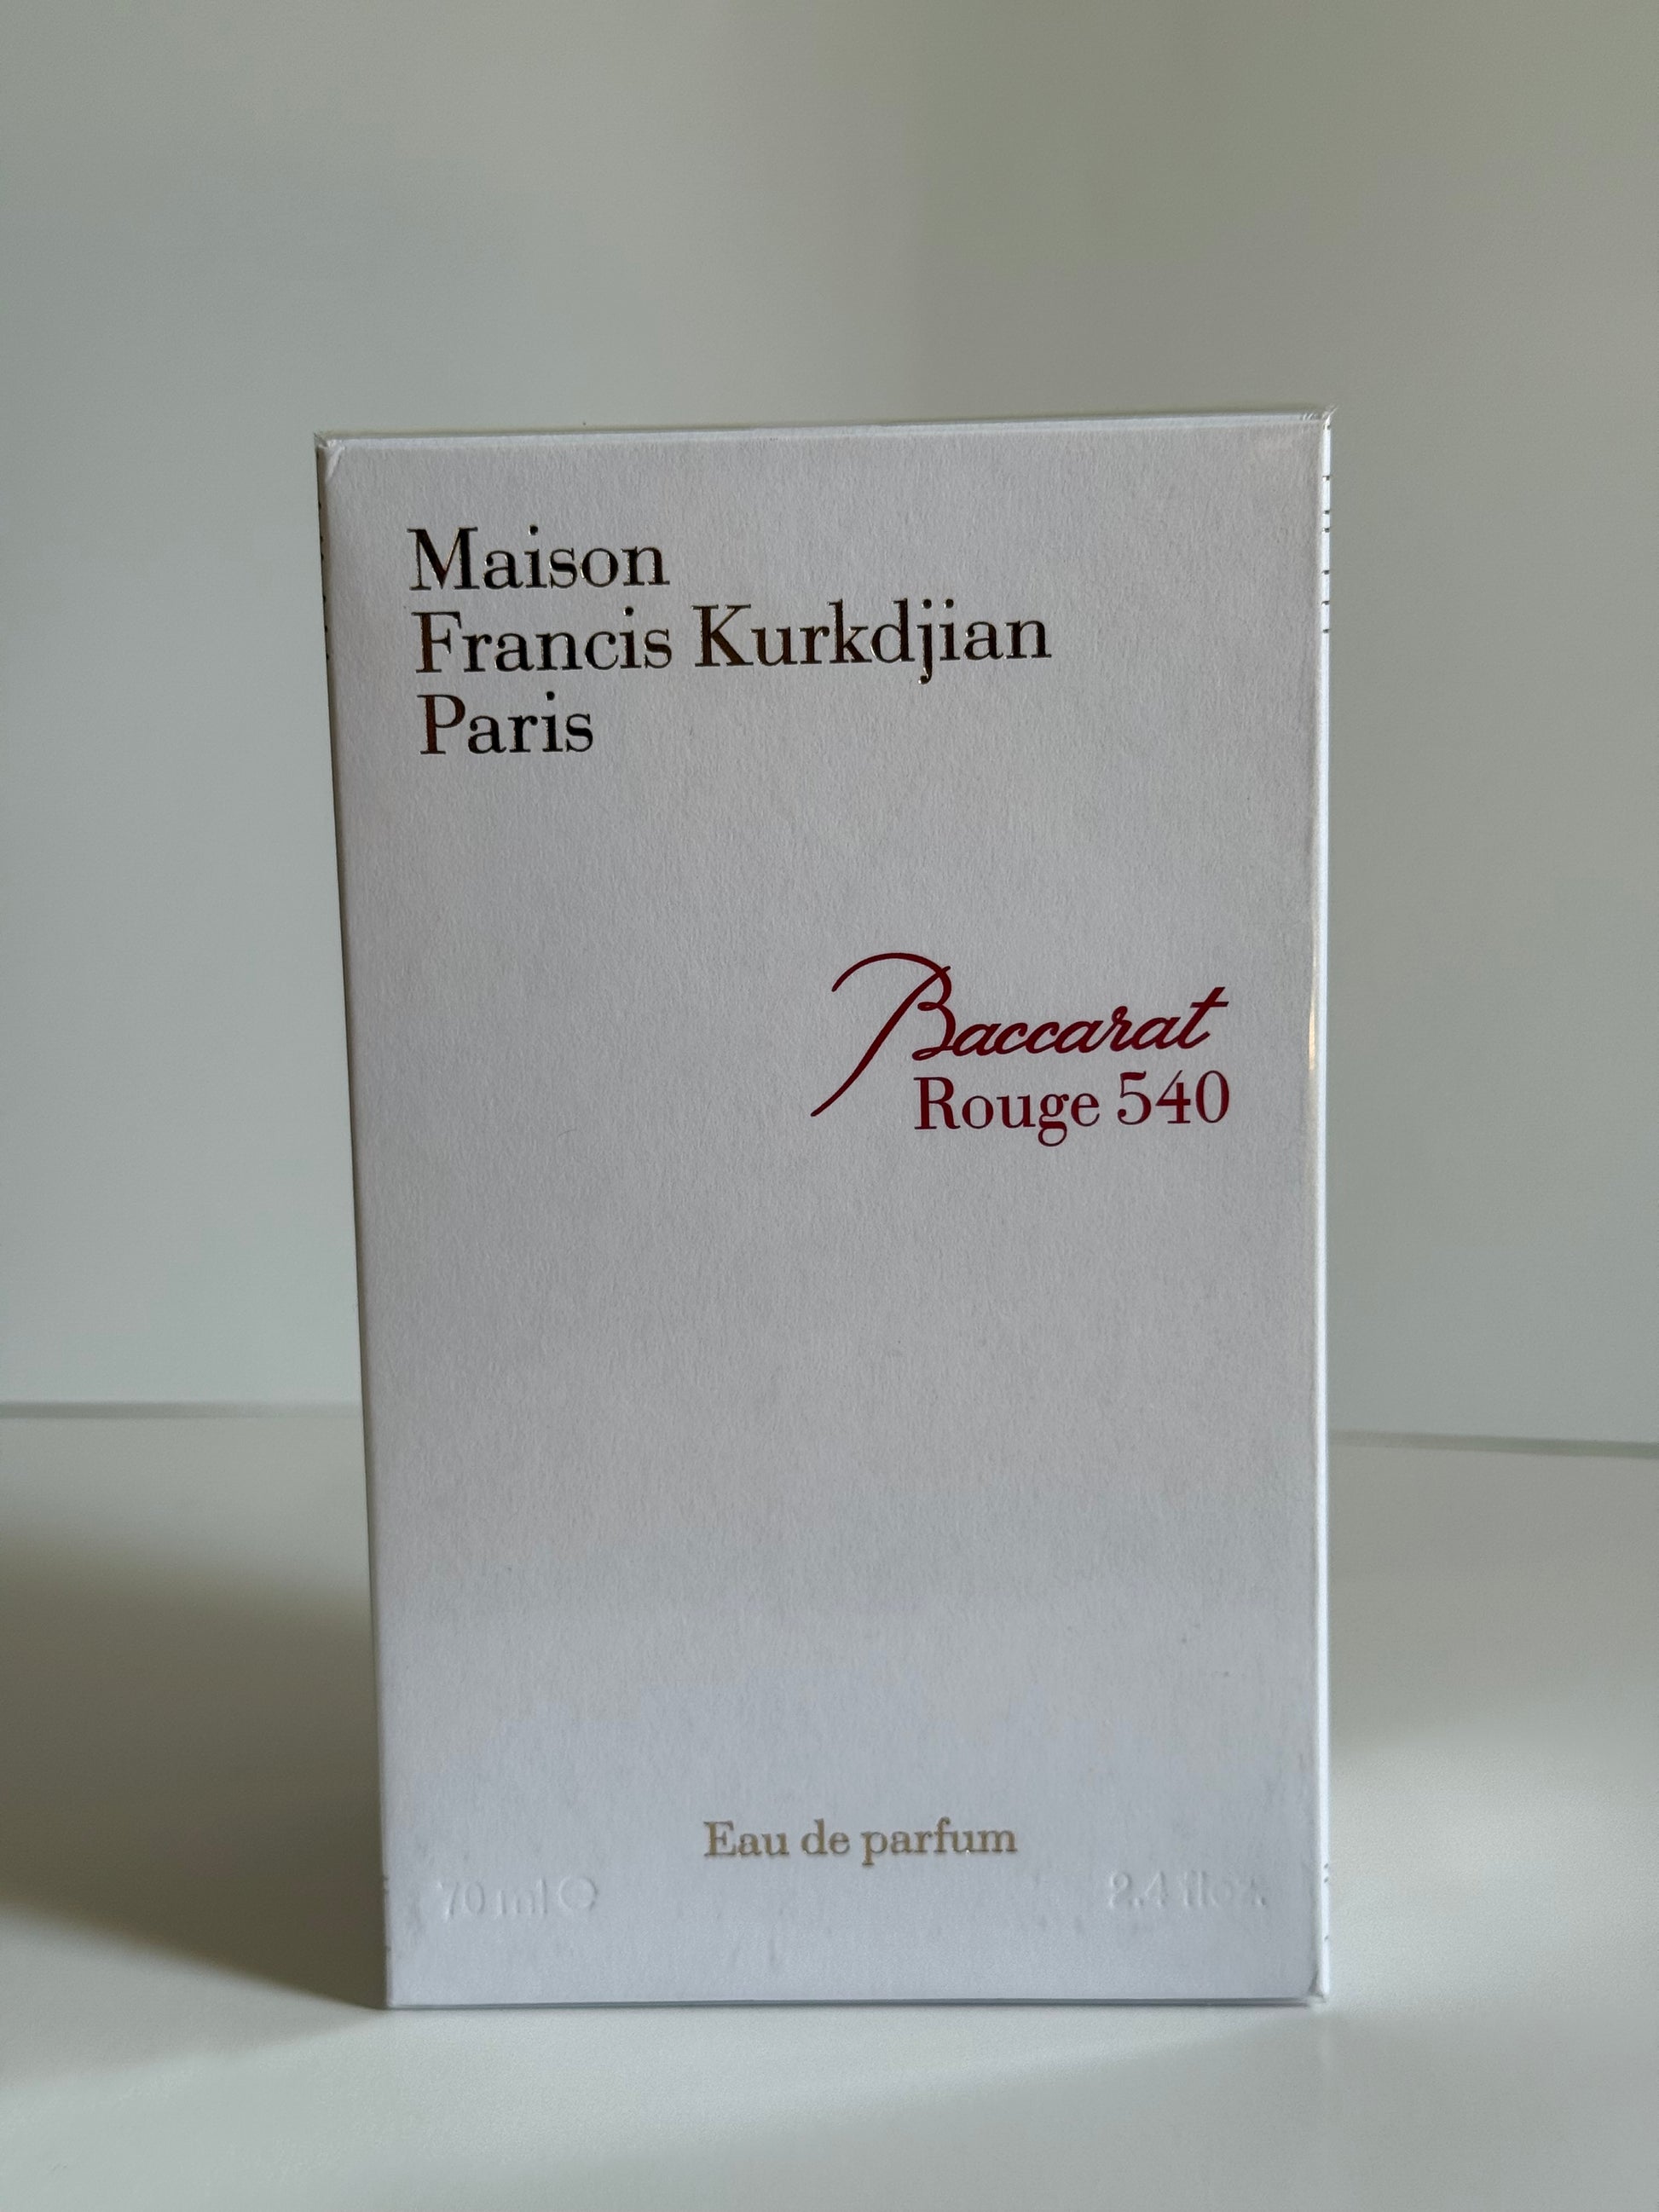 Maison
Francis Kurkdjian
Paris
Baccarat
Rouge 540
Eau de parfum
70 ml ℮
2.4 fl oz.